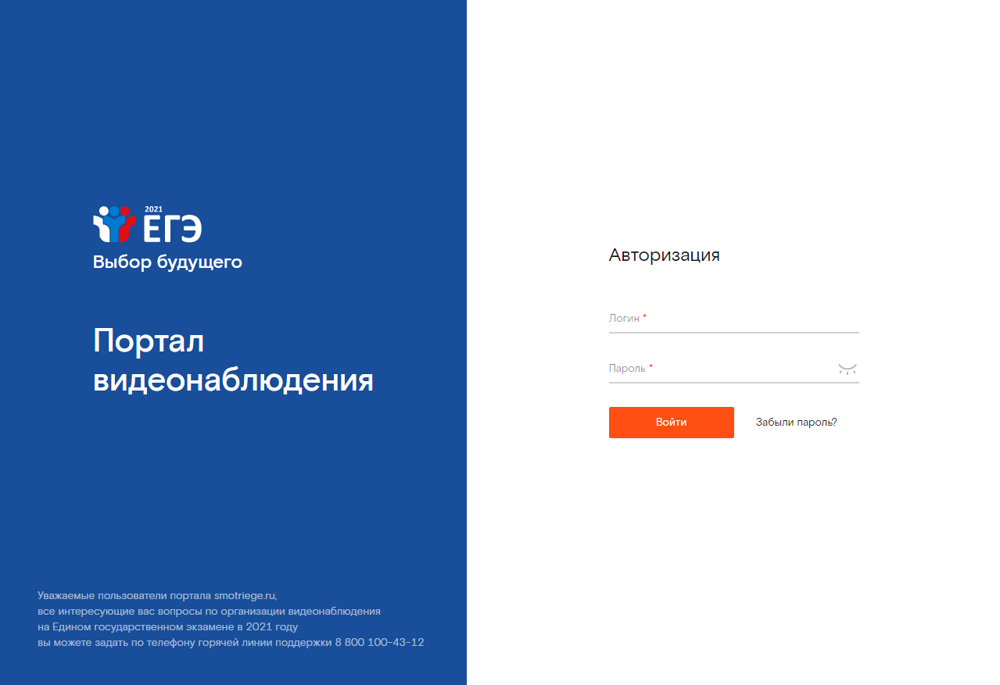 2021
ЕГЭ
Выбор будущего
Портал
видеонаблюдения
Уважаемые пользователи портала smotriege.ru,
все интересующие вас вопросы по организации видеонаблюдения
на Едином государственном экзамене в 2021 году
вы можете задать по телефону горячей линии поддержки 8 800 100-43-12
Авторизация
Логин *
Пароль *
Войти Забыли пароль?